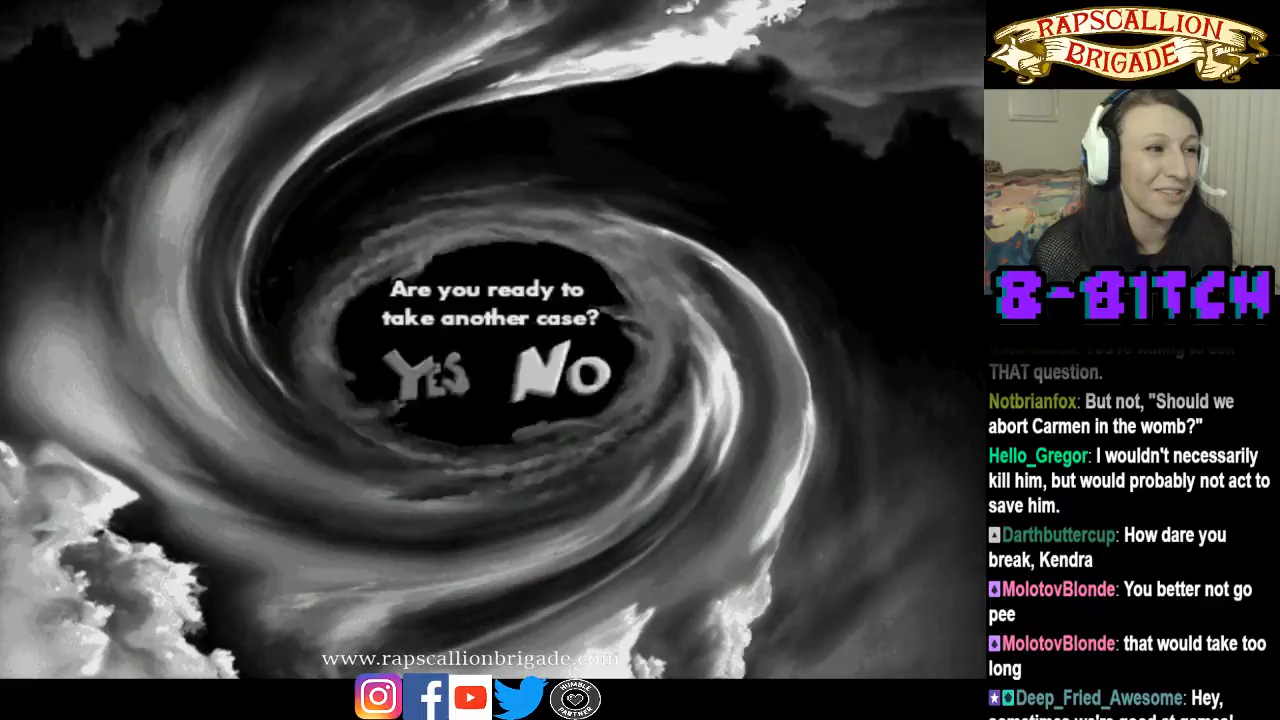 RAPSCALLION
BRIGADE
Are you ready to
take another case?
YES NO
8-BITCH
THAT question.
Notbrianfox: But not, "Should we
abort Carmen in the womb?"
Hello_Gregor: I wouldn't necessarily
kill him, but would probably not act to
save him.
Darthbuttercup: How dare you
break, Kendra
MolotovBlonde: You better not go
pee
MolotovBlonde: that would take too
long
Deep_Fried_Awesome: Hey,
www.rapscallionbrigade.com
HUMBLE
PARTNER